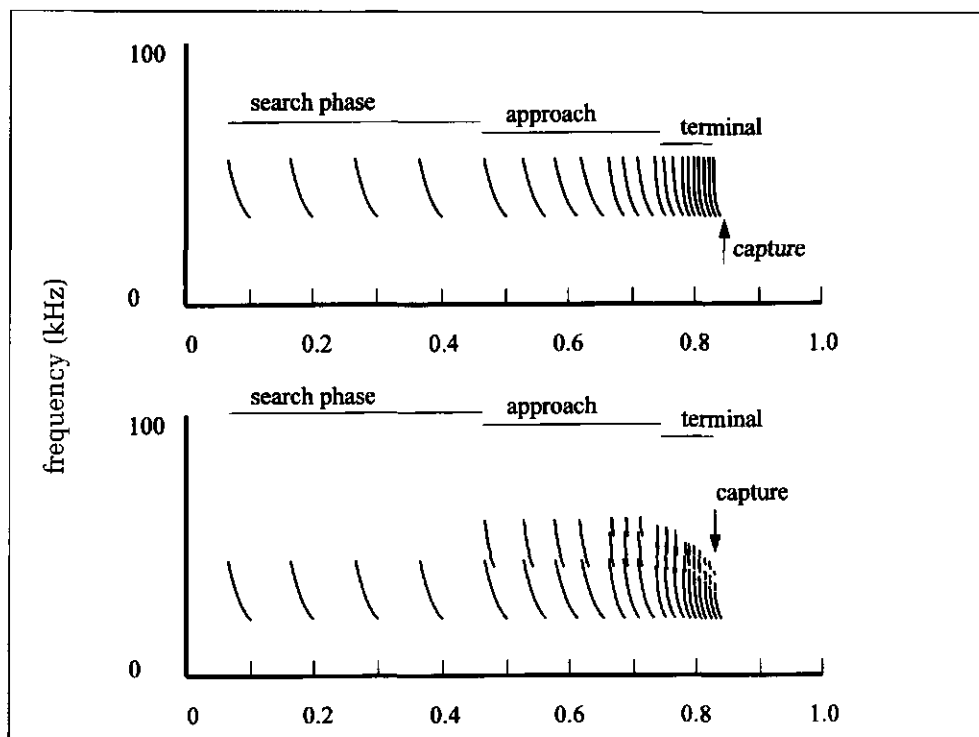 100
search phase
approach
terminal
capture
0
0 0.2 0.4 0.6 0.8 1.0
frequency (kHz)
search phase
approach
terminal
100
capture
0
0 0.2 0.4 0.6 0.8 1.0